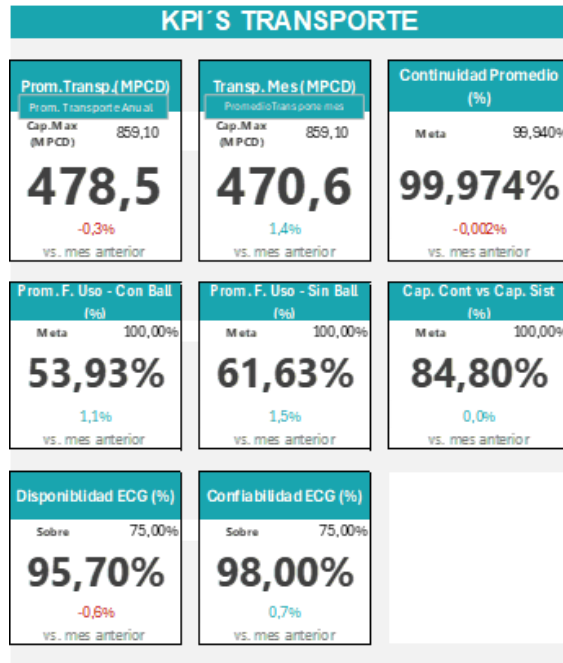 KPI´S TRANSPORTE
Prom.Transp.(MPCD)
Prom. Transporte Anual
Cap.Max
(MPCD)
859,10
478,5
-0,3%
vs. mes anterior
Transp. Mes (MPCD)
Promedio Transporte mes
Cap.Max
(MPCD)
859,10
470,6
1,4%
vs. mes anterior
Continuidad Promedio
(%)
Meta 99,940%
99,974%
-0,002%
vs. mes anterior
Prom. F. Uso - Con Ball
(%)
Meta 100,00%
53,93%
1,1%
vs. mes anterior
Prom. F. Uso - Sin Ball
(%)
Meta 100,00%
61,63%
1,5%
vs. mes anterior
Cap. Cont vs Cap. Sist
(%)
Meta 100,00%
84,80%
0,0%
vs. mes anterior
Disponiblidad ECG (%)
Sobre 75,00%
95,70%
-0,6%
vs. mes anterior
Confiabilidad ECG (%)
Sobre 75,00%
98,00%
0,7%
vs. mes anterior